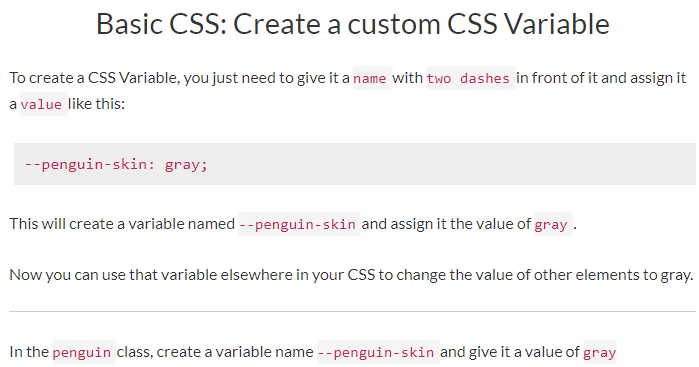 Basic CSS: Create a custom CSS Variable
To create a CSS Variable, you just need to give it a name with two dashes in front of it and assign it
a value like this:
--penguin-skin: gray;
This will create a variable named --penguin-skin and assign it the value of gray .
Now you can use that variable elsewhere in your CSS to change the value of other elements to gray.
In the penguin class, create a variable name --penguin-skin and give it a value of gray